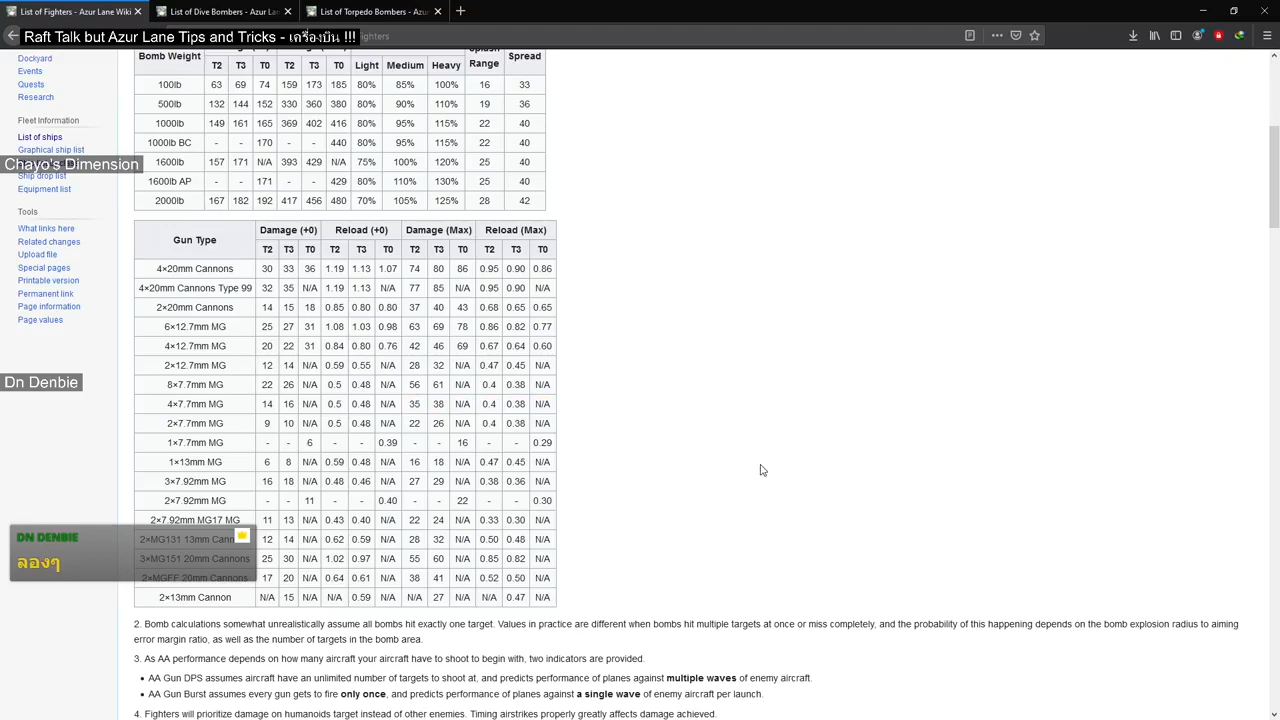 List of Fighters - Azur Lane Wiki
List of Dive Bombers - Azur Lan
List of Torpedo Bombers - Azur
Raft Talk but Azur Lane Tips and Tricks - เครื่องบิน !!!
Dockyard
Events
Quests
Research
Fleet Information
List of ships
Graphical ship list
Chayo's Dimension
Ship drop list
Equipment list
Tools
What links here
Related changes
Upload file
Special pages
Printable version
Permanent link
Page information
Page values
Dn Denbie
DN DENBIE
ลองๆ
Bomb Weight T2 T3 T0 T2 T3 T0 Light Medium Heavy Splash Range Spread
100lb 63 69 74 159 173 185 80% 85% 100% 16 33
500lb 132 144 152 330 360 380 80% 90% 110% 19 36
1000lb 149 161 165 369 402 416 80% 95% 115% 22 40
1000lb BC - - 170 - - 440 80% 95% 115% 22 40
1600lb 157 171 N/A 393 429 N/A 75% 100% 120% 25 40
1600lb AP - - 171 - - 429 80% 110% 130% 25 40
2000lb 167 182 192 417 456 480 70% 105% 125% 28 42
Gun Type Damage (+0) Reload (+0) Damage (Max) Reload (Max)
T2 T3 T0 T2 T3 T0 T2 T3 T0 T2 T3 T0
4×20mm Cannons 30 33 36 1.19 1.13 1.07 74 80 86 0.95 0.90 0.86
4×20mm Cannons Type 99 32 35 N/A 1.19 1.13 N/A 77 85 N/A 0.95 0.90 N/A
2×20mm Cannons 14 15 18 0.85 0.80 0.80 37 40 43 0.68 0.65 0.65
6×12.7mm MG 25 27 31 1.08 1.03 0.98 63 69 78 0.86 0.82 0.77
4×12.7mm MG 20 22 31 0.84 0.80 0.76 42 46 69 0.67 0.64 0.60
2×12.7mm MG 12 14 N/A 0.59 0.55 N/A 28 32 N/A 0.47 0.45 N/A
8×7.7mm MG 22 26 N/A 0.5 0.48 N/A 56 61 N/A 0.4 0.38 N/A
4×7.7mm MG 14 16 N/A 0.5 0.48 N/A 35 38 N/A 0.4 0.38 N/A
2×7.7mm MG 9 10 N/A 0.5 0.48 N/A 22 26 N/A 0.4 0.38 N/A
1×7.7mm MG - - 6 - - 0.39 - - 16 - - 0.29
1×13mm MG 6 8 N/A 0.59 0.48 N/A 16 18 N/A 0.47 0.45 N/A
3×7.92mm MG 16 18 N/A 0.48 0.46 N/A 27 29 N/A 0.38 0.36 N/A
2×7.92mm MG - - 11 - - 0.40 - - 22 - - 0.30
2×7.92mm MG17 MG 11 13 N/A 0.43 0.40 N/A 22 24 N/A 0.33 0.30 N/A
2×MG131 13mm Cann 12 14 N/A 0.62 0.59 N/A 28 32 N/A 0.50 0.48 N/A
3×MG151 20mm Cannons 25 30 N/A 1.02 0.97 N/A 55 60 N/A 0.85 0.82 N/A
2×MGFF 20mm Cannons 17 20 N/A 0.64 0.61 N/A 38 41 N/A 0.52 0.50 N/A
2×13mm Cannon N/A 15 N/A N/A 0.59 N/A N/A 27 N/A N/A 0.47 N/A
2. Bomb calculations somewhat unrealistically assume all bombs hit exactly one target. Values in practice are different when bombs hit multiple targets at once or miss completely, and the probability of this happening depends on the bomb explosion radius to aiming
error margin ratio, as well as the number of targets in the bomb area.
3. As AA performance depends on how many aircraft your aircraft have to shoot to begin with, two indicators are provided.
• AA Gun DPS assumes aircraft have an unlimited number of targets to shoot at, and predicts performance of planes against multiple waves of enemy aircraft.
• AA Gun Burst assumes every gun gets to fire only once, and predicts performance of planes against a single wave of enemy aircraft per launch.
4. Fighters will prioritize damage on humanoids target instead of other enemies. Timing airstrikes properly greatly affects damage achieved.